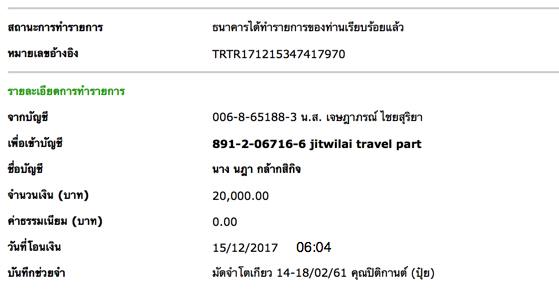 สถานะการทำรายการ ธนาคารได้ทำรายการของท่านเรียบร้อยแล้ว
หมายเลขอ้างอิง TRTR171215347417970
รายละเอียดการทำรายการ
จากบัญชี 006-8-65188-3 น.ส. เจษฎาภรณ์ ไชยสุริยา
เพื่อเข้าบัญชี 891-2-06716-6 jitwilai travel part
ชื่อบัญชี นาง นฎา กล้ากสิกิจ
จำนวนเงิน (บาท) 20,000.00
ค่าธรรมเนียม (บาท) 0.00
วันที่โอนเงิน 15/12/2017 06:04
บันทึกช่วยจำ มัดจำโตเกียว 14-18/02/61 คุณปิติกานต์ (ปุ้ย)